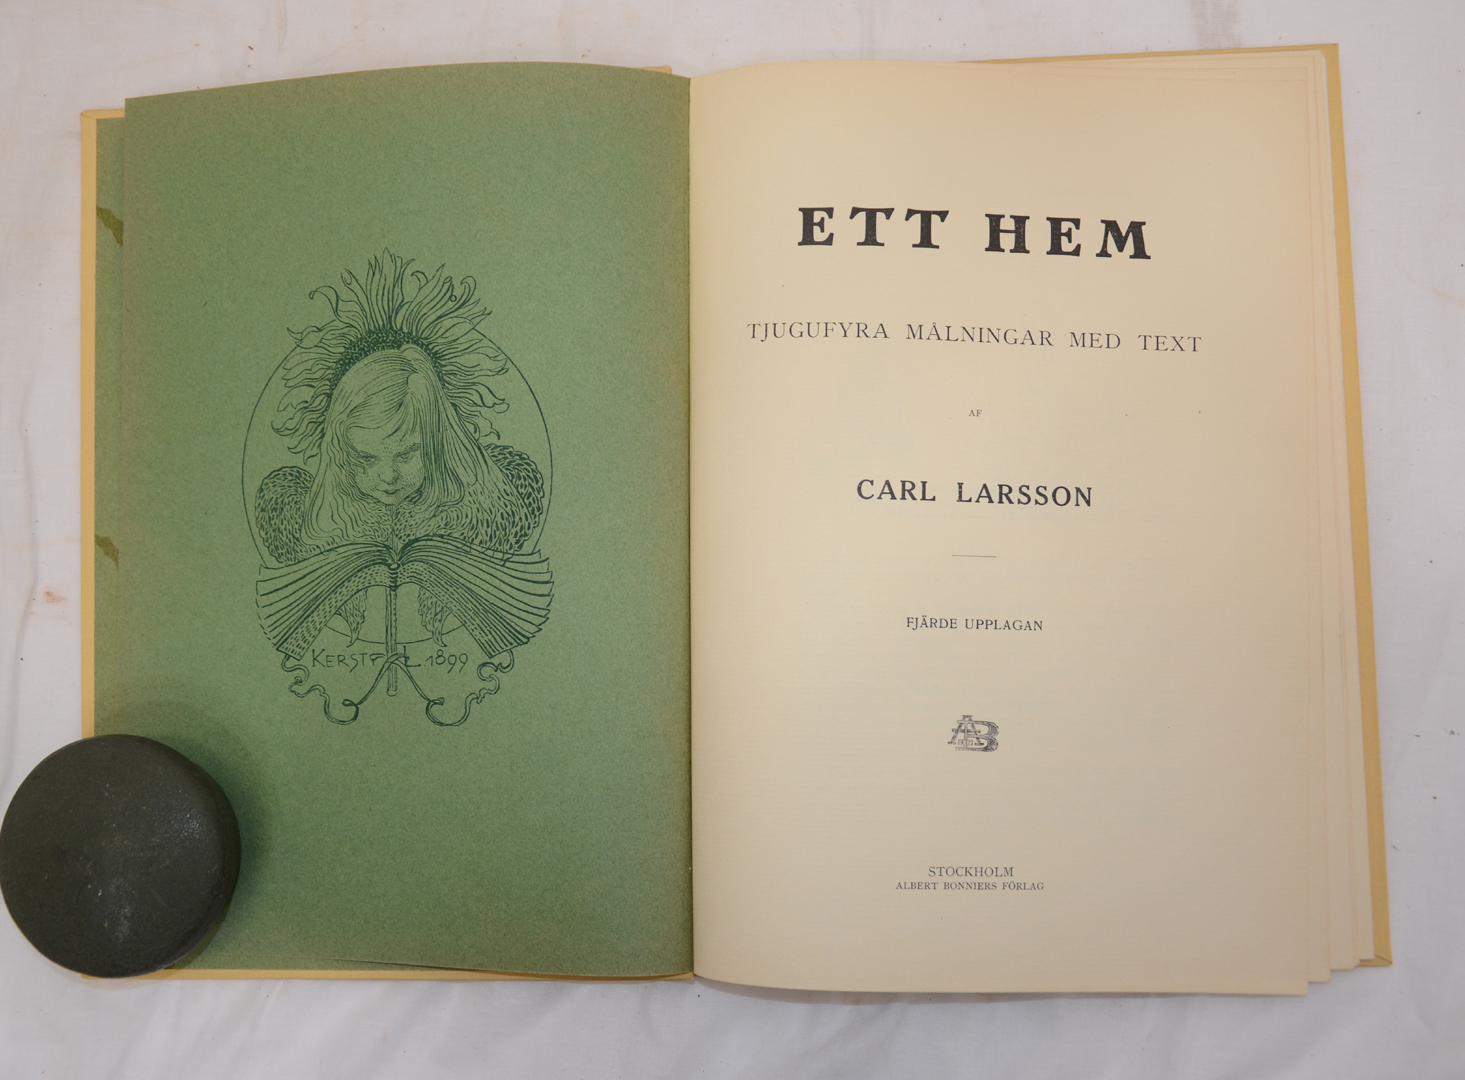 KERSTI
1899
ETT HEM
TJUGUFYRA MÅLNINGAR MED TEXT
AF
CARL LARSSON
FJÄRDE UPPLAGAN
STOCKHOLM
ALBERT BONNIERS FÖRLAG